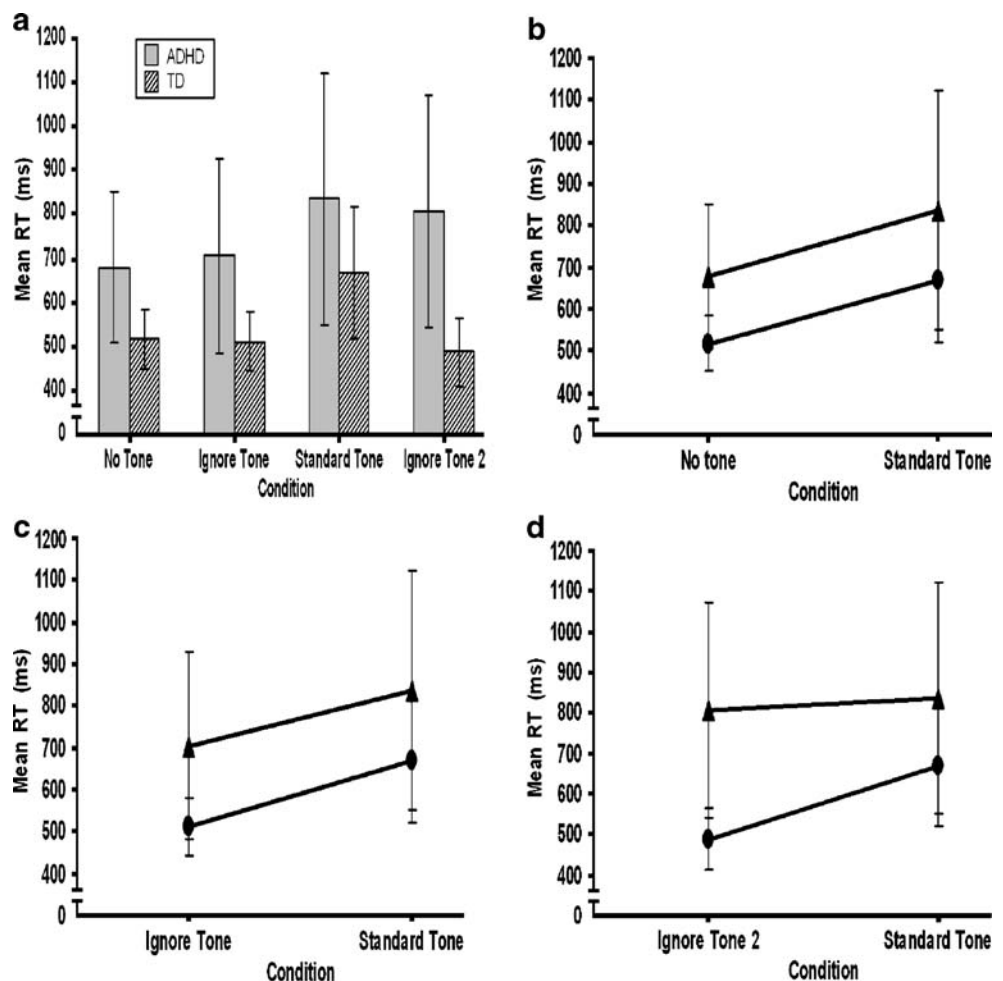 a
1200
1100
1000
900
800
700
600
500
400
0
Mean RT (ms)
ADHD
TD
No Tone Ignore Tone Standard Tone Ignore Tone 2
Condition
b
1200
1100
1000
900
800
700
600
500
400
0
Mean RT (ms)
No tone Standard Tone
Condition
c
1200
1100
1000
900
800
700
600
500
400
0
Mean RT (ms)
Ignore Tone Standard Tone
Condition
d
1200
1100
1000
900
800
700
600
500
400
0
Mean RT (ms)
Ignore Tone 2 Standard Tone
Condition